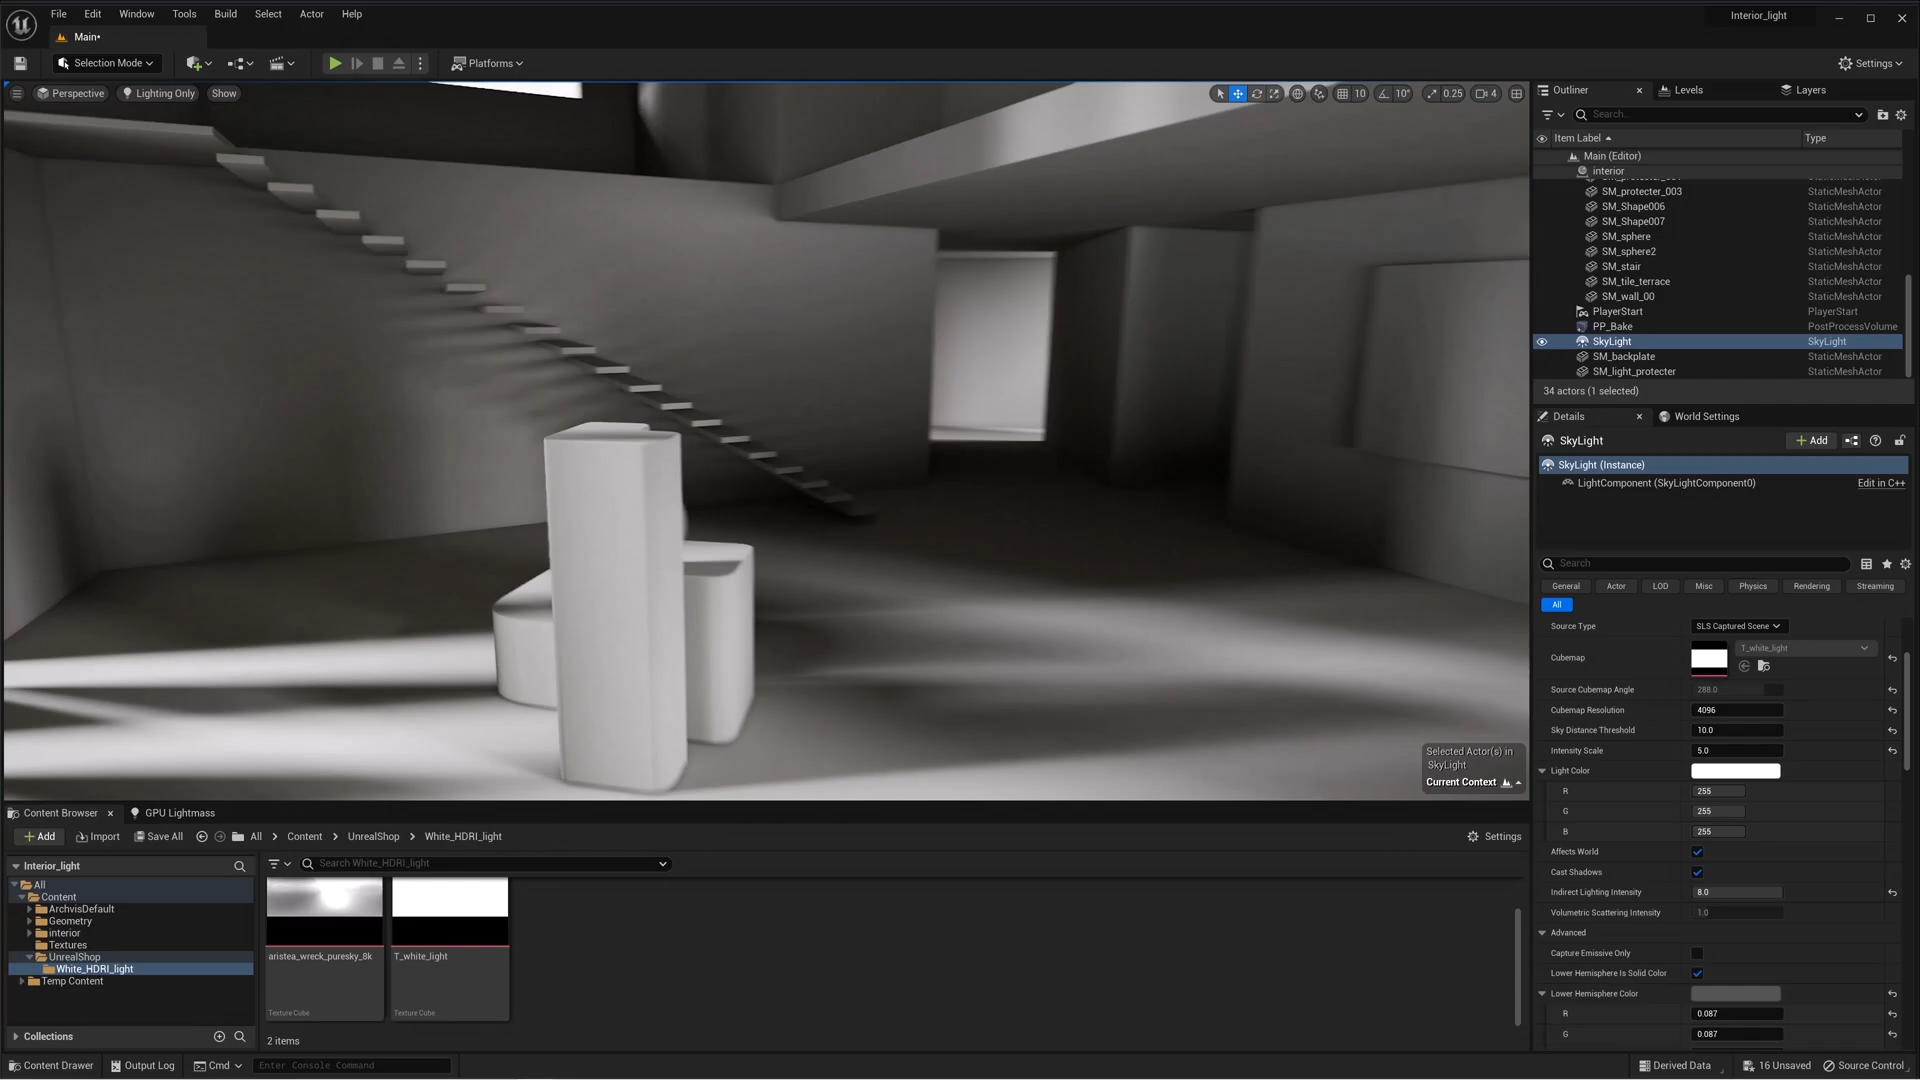 File Edit Window Tools Build Select Actor Help
Interior_light
Main*
Selection Mode
Platforms
Settings
Perspective
Lighting Only
Show
10
10°
0.25
4
Selected Actor(s) in
SkyLight
Current Context
Outliner
Levels
Layers
Search...
Item Label
Type
Main (Editor)
interior
SM_protecter_003 StaticMeshActor
SM_Shape006 StaticMeshActor
SM_Shape007 StaticMeshActor
SM_sphere StaticMeshActor
SM_sphere2 StaticMeshActor
SM_stair StaticMeshActor
SM_tile_terrace StaticMeshActor
SM_wall_00 StaticMeshActor
PlayerStart PlayerStart
PP_Bake PostProcessVolume
SkyLight SkyLight
SM_backplate StaticMeshActor
SM_light_protecter StaticMeshActor
34 actors (1 selected)
Details
World Settings
SkyLight
Add
SkyLight (Instance)
LightComponent (SkyLightComponent0) Edit in C++
Search
General Actor LOD Misc Physics Rendering Streaming
All
Source Type SLS Captured Scene
Cubemap T_white_light
Source Cubemap Angle 288.0
Cubemap Resolution 4096
Sky Distance Threshold 10.0
Intensity Scale 5.0
Light Color
R 255
G 255
B 255
Affects World
Cast Shadows
Indirect Lighting Intensity 8.0
Volumetric Scattering Intensity 1.0
Advanced
Capture Emissive Only
Lower Hemisphere Is Solid Color
Lower Hemisphere Color
R 0.087
G 0.087
Content Browser
GPU Lightmass
Add Import Save All All Content UnrealShop White_HDRI_light Settings
Interior_light
All
Content
ArchvisDefault
Geometry
interior
Textures
UnrealShop
White_HDRI_light
Temp Content
Collections
Search White_HDRI_light
aristea_wreck_puresky_8k
Texture Cube
T_white_light
Texture Cube
2 items
Content Drawer Output Log Cmd Enter Console Command Derived Data 16 Unsaved Source Control